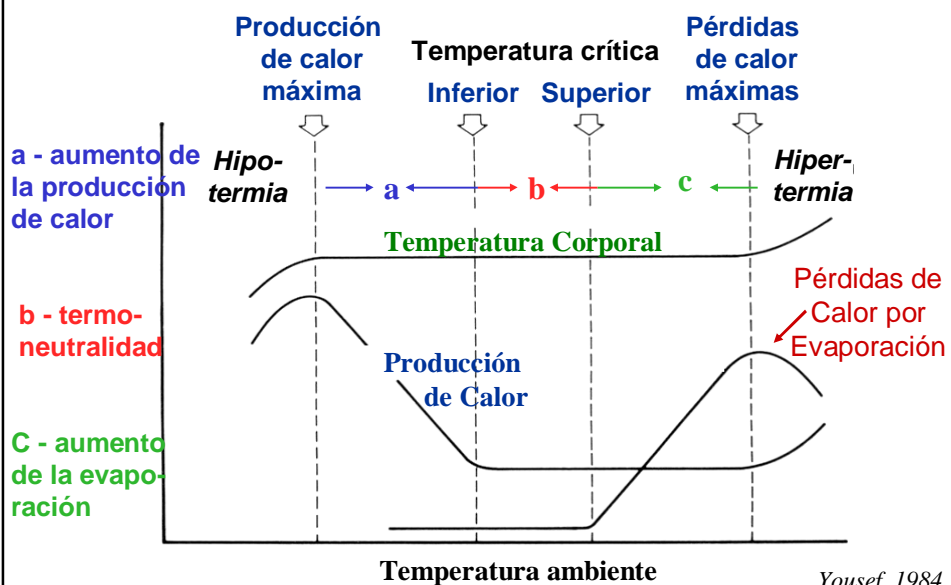 Producción
de calor
máxima
Temperatura crítica
Inferior Superior
Pérdidas
de calor
máximas
a - aumento de
la producción
de calor
Hipo-
termia
a
b
c
Hiper-
termia
Temperatura Corporal
b - termo-
neutralidad
Pérdidas de
Calor por
Evaporación
Producción
de Calor
C - aumento
de la evapo-
ración
Temperatura ambiente
Yousef, 1984